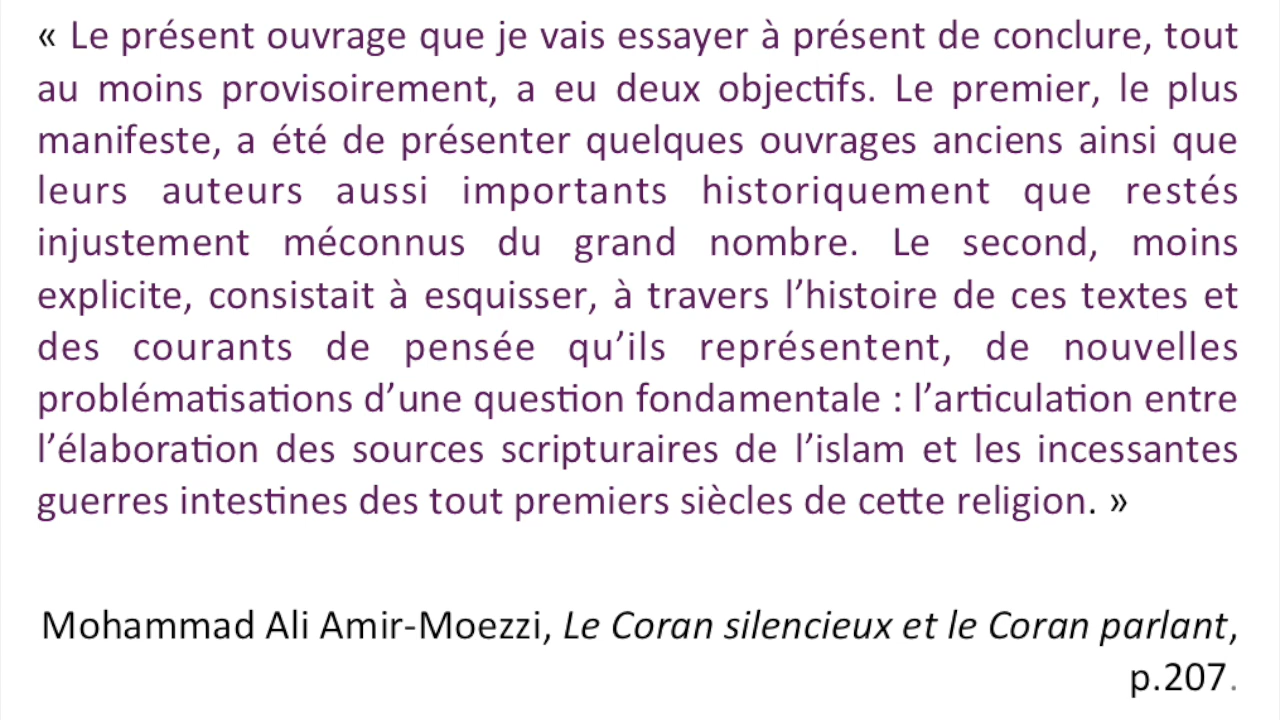 « Le présent ouvrage que je vais essayer à présent de conclure, tout
au moins provisoirement, a eu deux objectifs. Le premier, le plus
manifeste, a été de présenter quelques ouvrages anciens ainsi que
leurs auteurs aussi importants historiquement que restés
injustement méconnus du grand nombre. Le second, moins
explicite, consistait à esquisser, à travers l’histoire de ces textes et
des courants de pensée qu’ils représentent, de nouvelles
problématisations d’une question fondamentale : l’articulation entre
l’élaboration des sources scripturaires de l’islam et les incessantes
guerres intestines des tout premiers siècles de cette religion. »
Mohammad Ali Amir-Moezzi, Le Coran silencieux et le Coran parlant,
p.207.